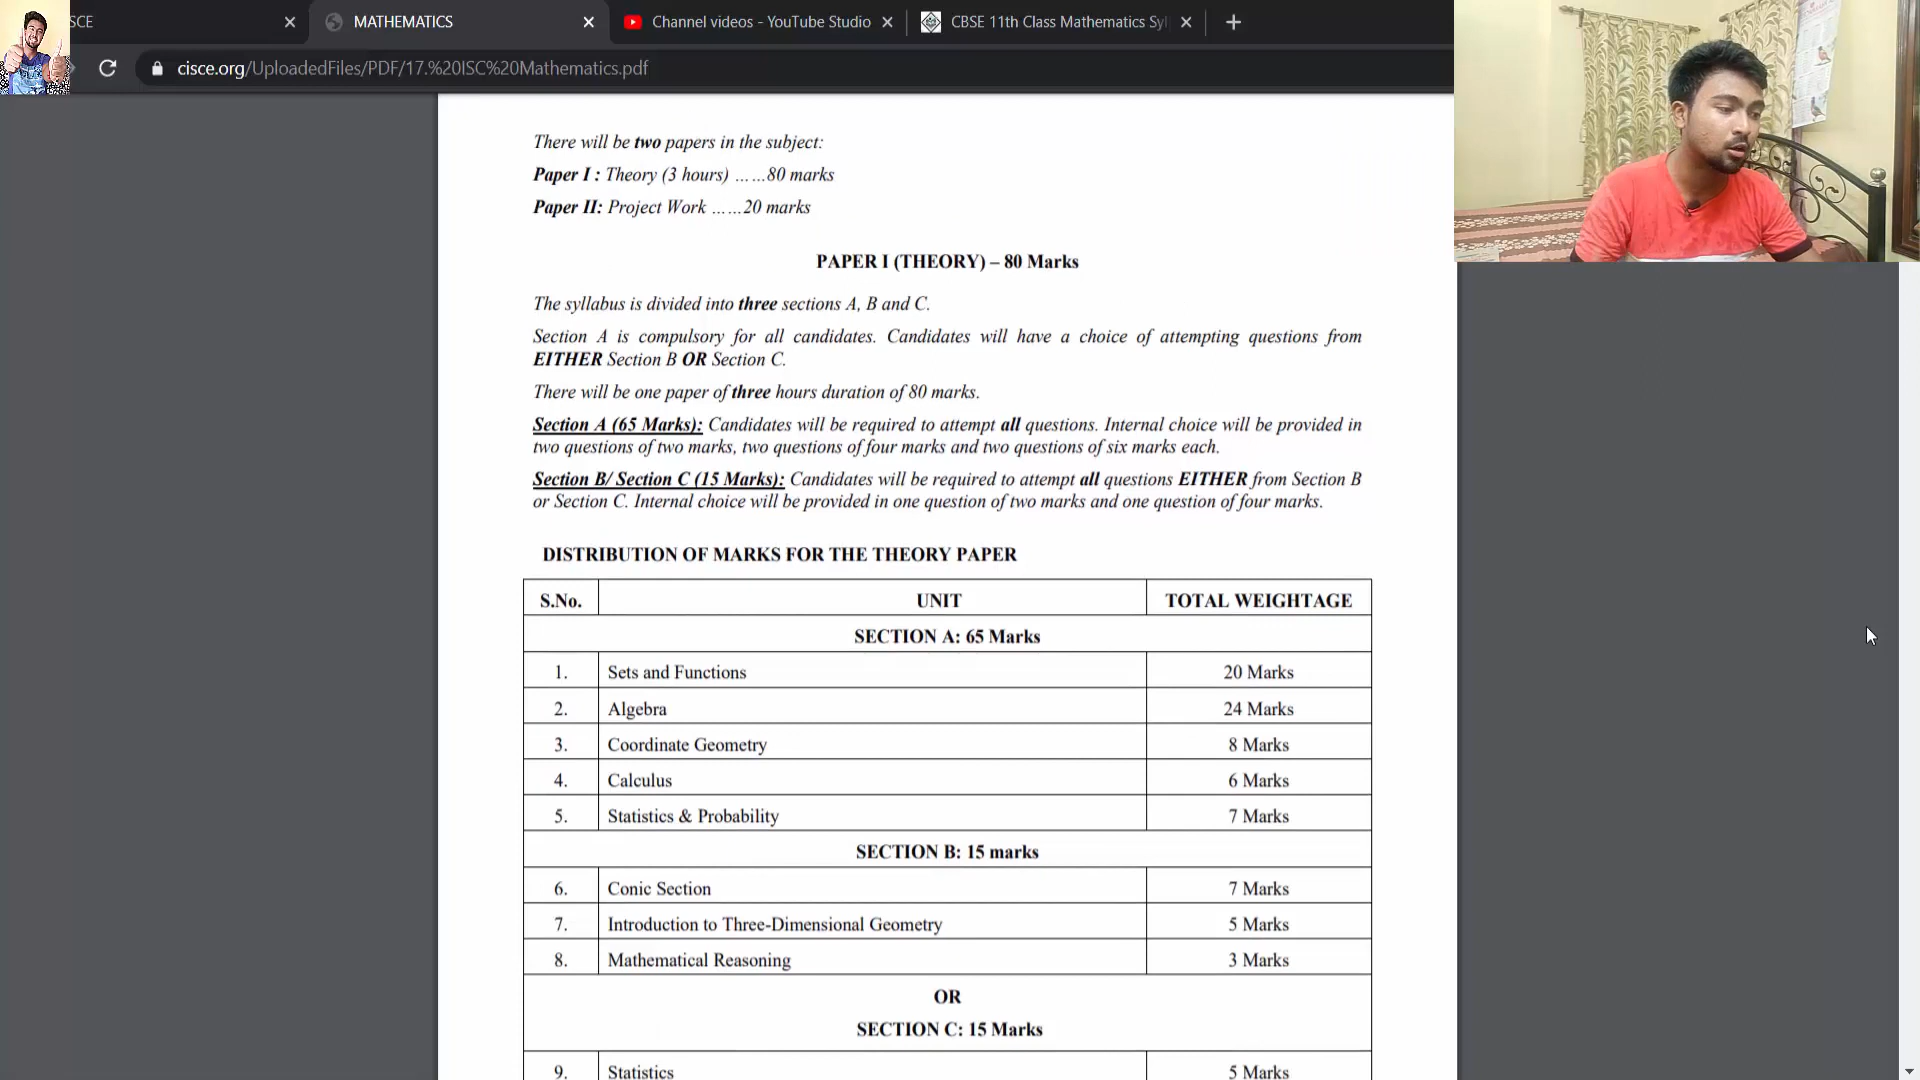 SCE
MATHEMATICS
Channel videos - YouTube Studio
CBSE 11th Class Mathematics Syl
cisce.org/UploadedFiles/PDF/17.%20ISC%20Mathematics.pdf
There will be two papers in the subject:
Paper I : Theory (3 hours) ……80 marks
Paper II: Project Work ……20 marks
PAPER I (THEORY) – 80 Marks
The syllabus is divided into three sections A, B and C.
Section A is compulsory for all candidates. Candidates will have a choice of attempting questions from
EITHER Section B OR Section C.
There will be one paper of three hours duration of 80 marks.
Section A (65 Marks): Candidates will be required to attempt all questions. Internal choice will be provided in
two questions of two marks, two questions of four marks and two questions of six marks each.
Section B/ Section C (15 Marks): Candidates will be required to attempt all questions EITHER from Section B
or Section C. Internal choice will be provided in one question of two marks and one question of four marks.
DISTRIBUTION OF MARKS FOR THE THEORY PAPER
S.No. UNIT TOTAL WEIGHTAGE
SECTION A: 65 Marks
1. Sets and Functions 20 Marks
2. Algebra 24 Marks
3. Coordinate Geometry 8 Marks
4. Calculus 6 Marks
5. Statistics & Probability 7 Marks
SECTION B: 15 marks
6. Conic Section 7 Marks
7. Introduction to Three-Dimensional Geometry 5 Marks
8. Mathematical Reasoning 3 Marks
OR
SECTION C: 15 Marks
9. Statistics 5 Marks